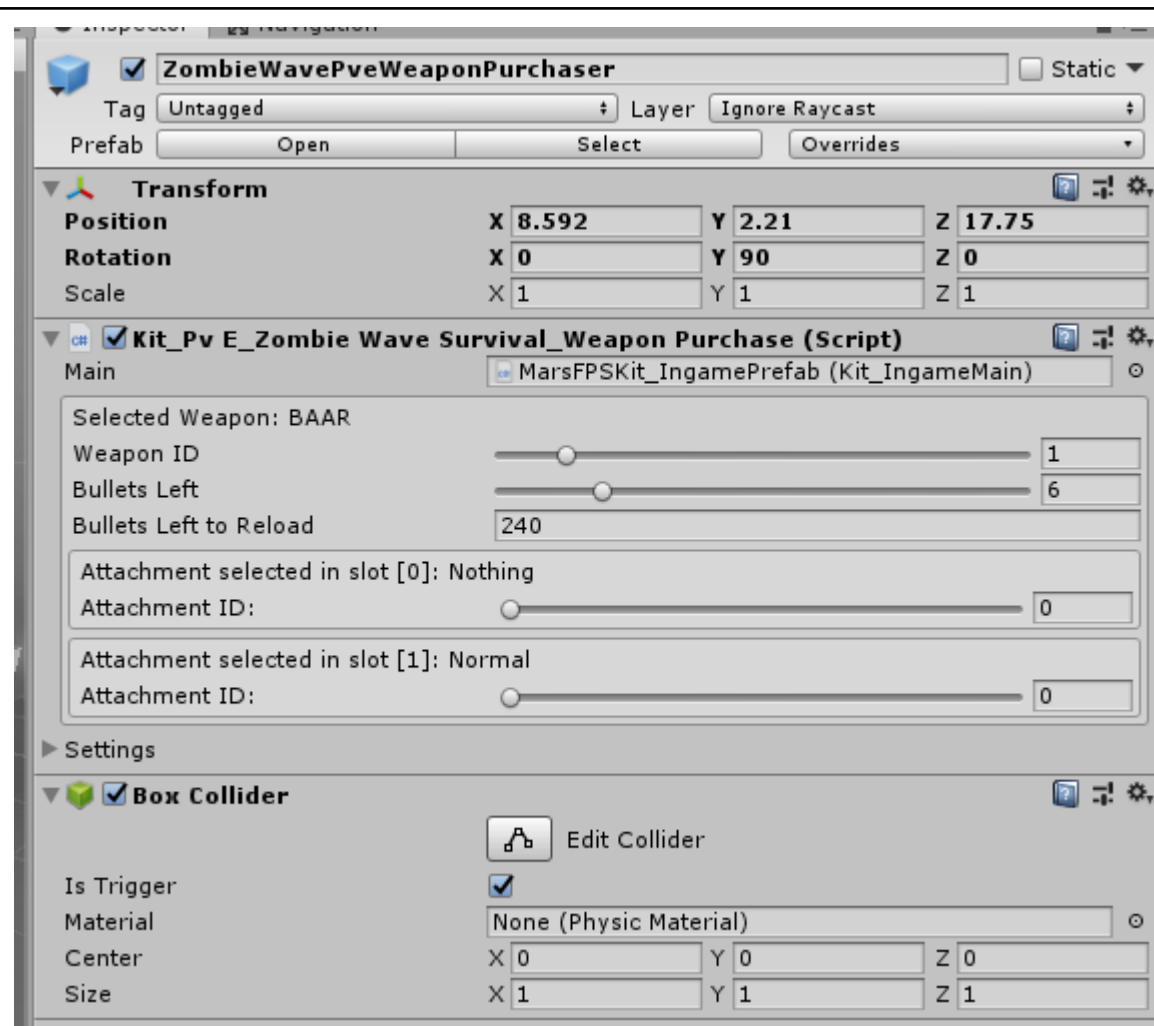 Inspector Navigation
ZombieWavePveWeaponPurchaser Static
Tag Untagged Layer Ignore Raycast
Prefab Open Select Overrides
Transform
Position X 8.592 Y 2.21 Z 17.75
Rotation X 0 Y 90 Z 0
Scale X 1 Y 1 Z 1
Kit_Pv E_Zombie Wave Survival_Weapon Purchase (Script)
Main MarsFPSKit_IngamePrefab (Kit_IngameMain)
Selected Weapon: BAAR
Weapon ID 1
Bullets Left 6
Bullets Left to Reload 240
Attachment selected in slot [0]: Nothing
Attachment ID: 0
Attachment selected in slot [1]: Normal
Attachment ID: 0
Settings
Box Collider
Edit Collider
Is Trigger
Material None (Physic Material)
Center X 0 Y 0 Z 0
Size X 1 Y 1 Z 1